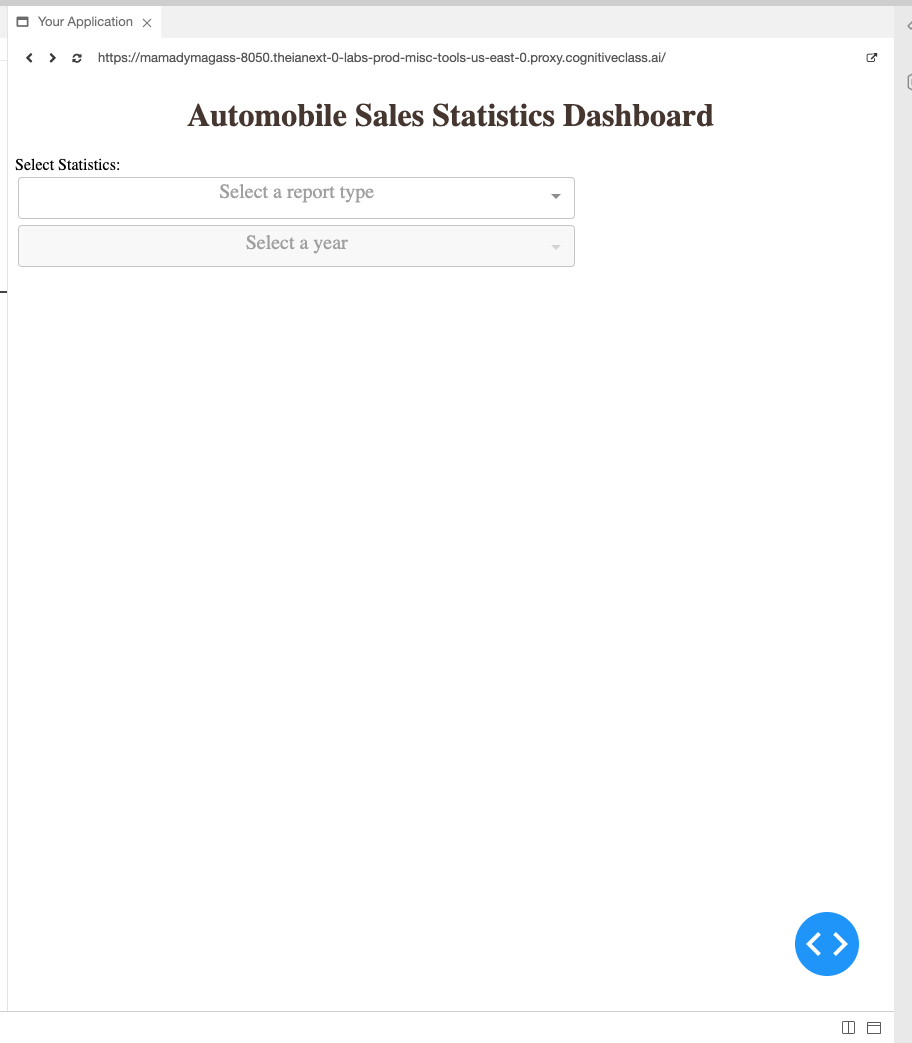 Your Application
https://mamadymagass-8050.theianext-0-labs-prod-misc-tools-us-east-0.proxy.cognitiveclass.ai/
Automobile Sales Statistics Dashboard
Select Statistics:
Select a report type
Select a year